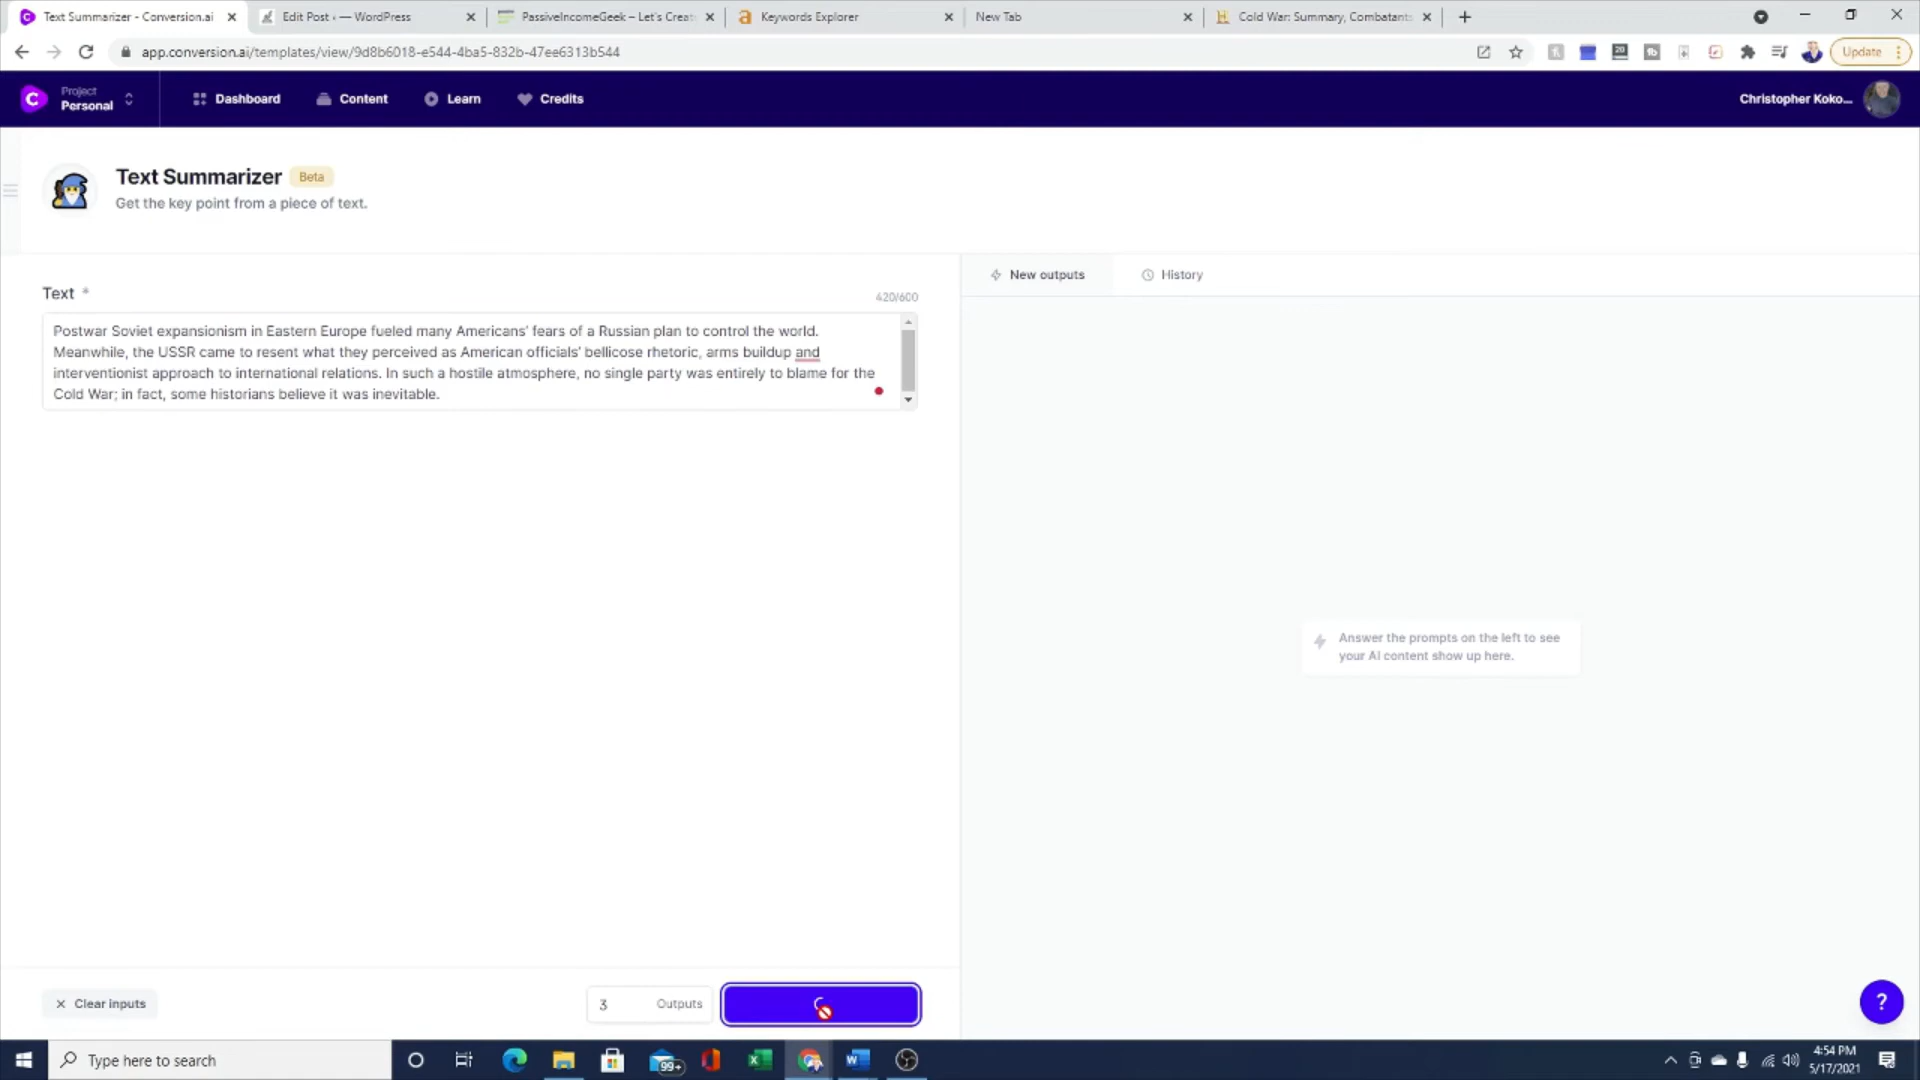 Text Summarizer - Conversion.ai
Edit Post ‹ — WordPress
PassiveIncomeGeek – Let's Creat
Keywords Explorer
New Tab
Cold War: Summary, Combatants
app.conversion.ai/templates/view/9d8b6018-e544-4ba5-832b-47ee6313b544
Update
Project
Personal
Dashboard
Content
Learn
Credits
Christopher Koko...
Text Summarizer
Beta
Get the key point from a piece of text.
New outputs
History
Text *
420/600
Postwar Soviet expansionism in Eastern Europe fueled many Americans' fears of a Russian plan to control the world.
Meanwhile, the USSR came to resent what they perceived as American officials' bellicose rhetoric, arms buildup and
interventionist approach to international relations. In such a hostile atmosphere, no single party was entirely to blame for the
Cold War; in fact, some historians believe it was inevitable.
Answer the prompts on the left to see
your AI content show up here.
Clear inputs
3
Outputs
?
Type here to search
99+
4:54 PM
5/17/2021